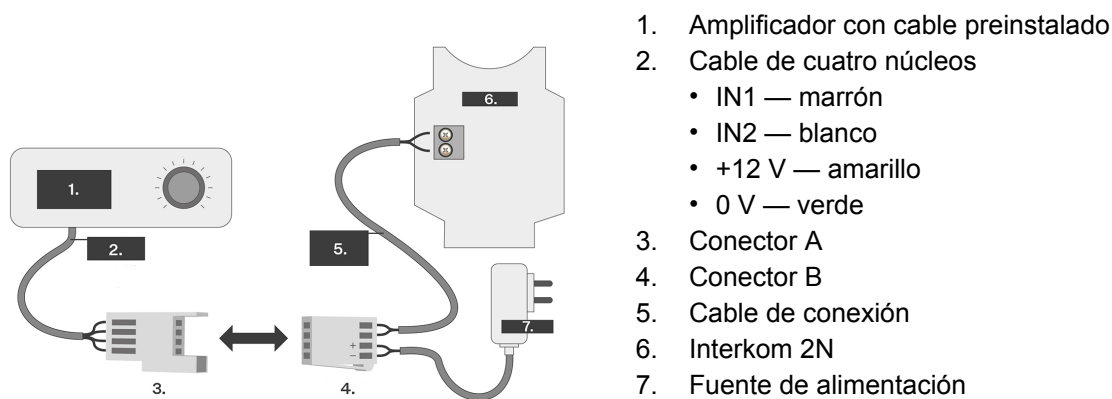 1. Amplificador con cable preinstalado
2. Cable de cuatro núcleos
• IN1 — marrón
• IN2 — blanco
• +12 V — amarillo
• 0 V — verde
3. Conector A
4. Conector B
5. Cable de conexión
6. Interkom 2N
7. Fuente de alimentación
6.
1.
2.
5.
7.
+
−
3.
4.